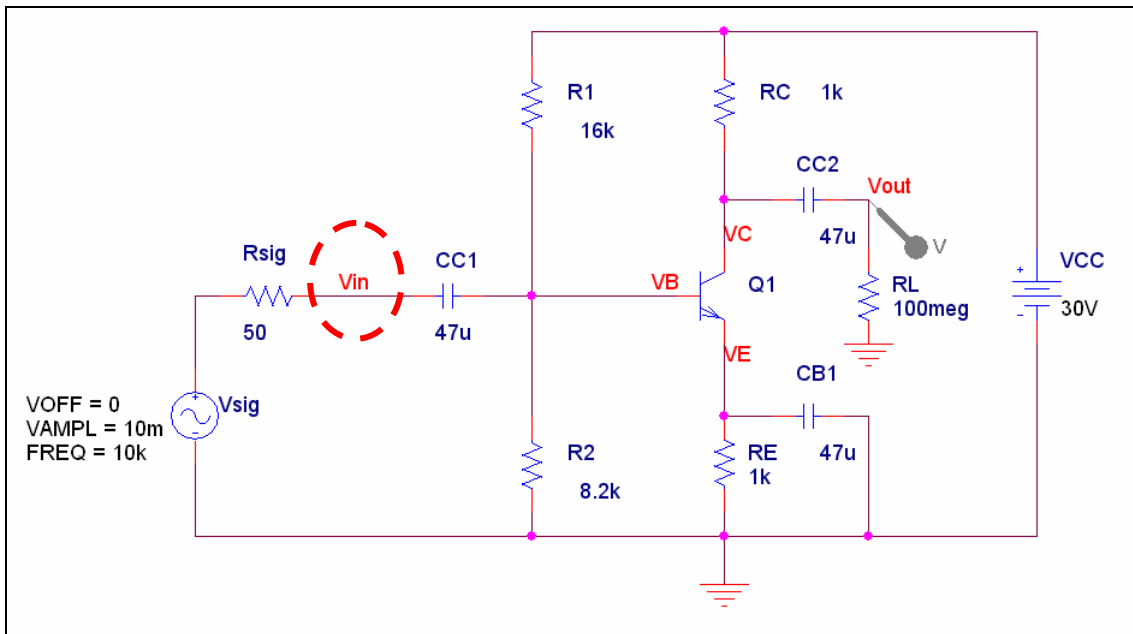 R1
16k
RC 1k
CC2
47u
Vout
V
VC
Rsig
50
Vin
CC1
47u
VB
Q1
RL
100meg
VCC
+
-
30V
VE
CB1
47u
VOFF = 0
VAMPL = 10m
FREQ = 10k
+
-
Vsig
R2
8.2k
RE
1k